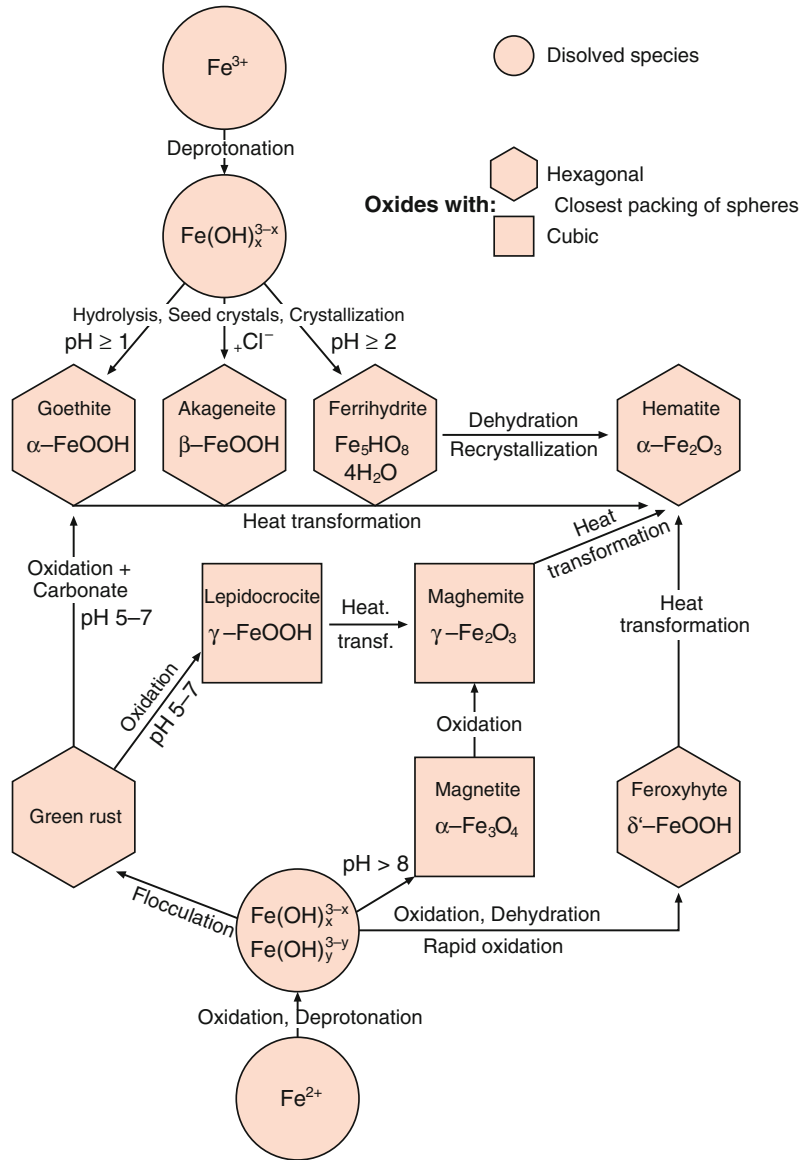 Fe³⁺
Disolved species
Deprotonation
Hexagonal
Oxides with:
Closest packing of spheres
Cubic
Fe(OH)ₓ³⁻ˣ
Hydrolysis, Seed crystals, Crystallization
pH ≥ 1
+Cl⁻
pH ≥ 2
Goethite
α–FeOOH
Akageneite
β–FeOOH
Ferrihydrite
Fe₅HO₈
4H₂O
Dehydration
Recrystallization
Hematite
α–Fe₂O₃
Heat transformation
Heat
transformation
Oxidation +
Carbonate
pH 5–7
Lepidocrocite
γ–FeOOH
Heat.
transf.
Maghemite
γ–Fe₂O₃
Heat
transformation
Oxidation
pH 5–7
Oxidation
Green rust
Magnetite
α–Fe₃O₄
Feroxyhyte
δ‘–FeOOH
pH > 8
Flocculation
Fe(OH)ₓ³⁻ˣ
Fe(OH)ᵧ³⁻ʸ
Oxidation, Dehydration
Rapid oxidation
Oxidation, Deprotonation
Fe²⁺